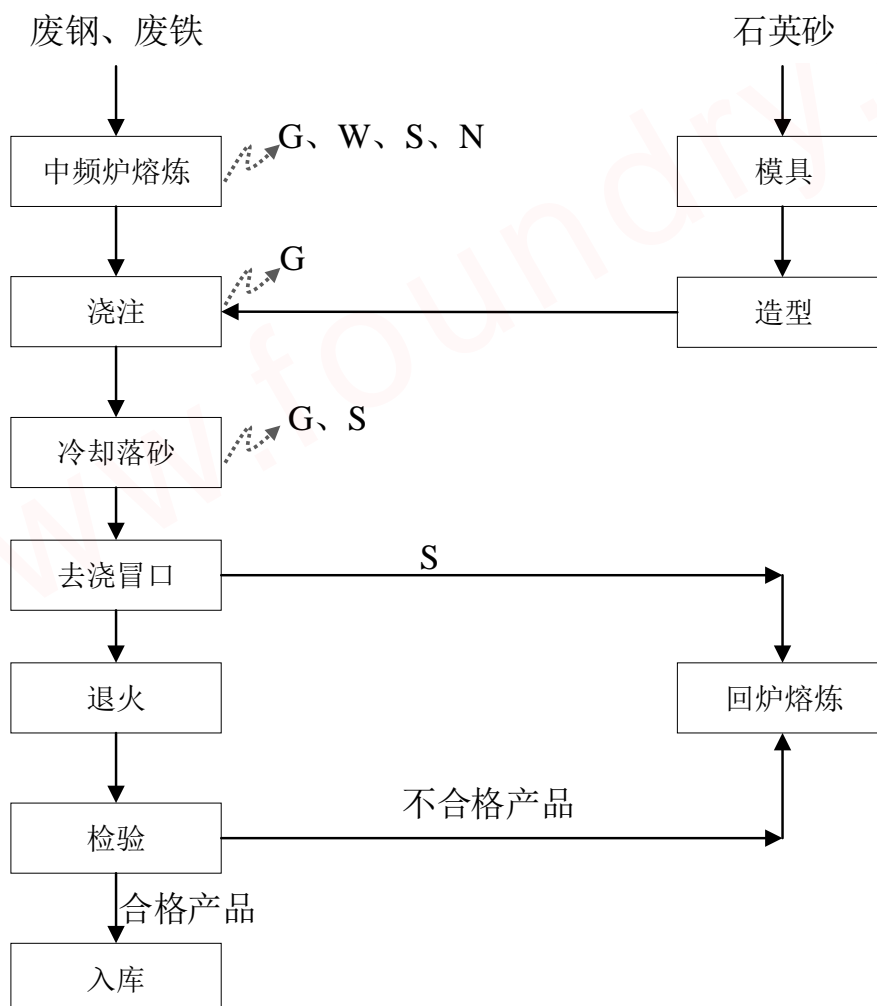 废钢、废铁
石英砂
G、W、S、N
中频炉熔炼
模具
G
浇注
造型
G、S
冷却落砂
去浇冒口
S
退火
回炉熔炼
不合格产品
检验
合格产品
入库
ww.foundry.